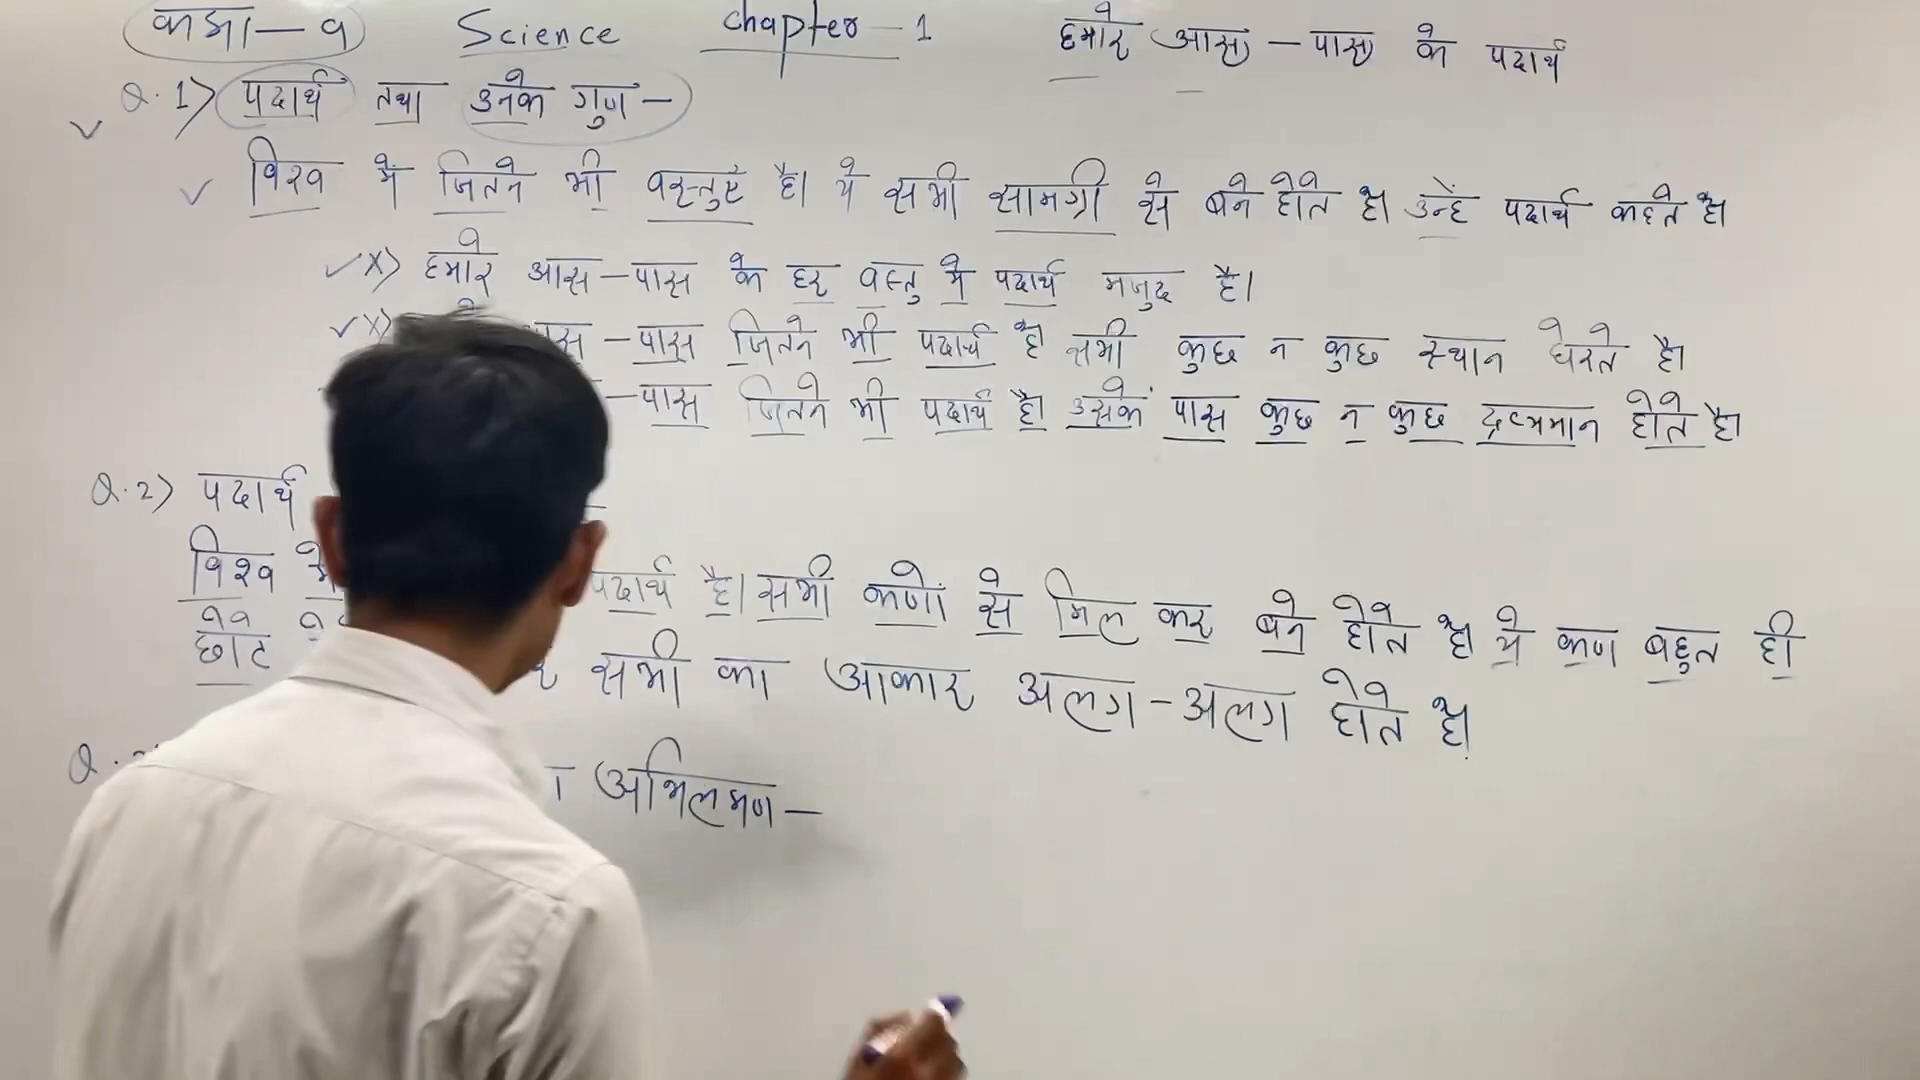 कक्षा – 9 Science Chapter – 1 हमारे आस – पास के पदार्थ
Q.1> पदार्थ तथा उनके गुण –
विश्व में जितने भी वस्तुएं है। ये सभी सामग्री से बने होते है। उन्हें पदार्थ कहते है
x> हमारे आस – पास के हर वस्तु में पदार्थ मजुद है।
x> – पास जितने भी पदार्थ है सभी कुछ न कुछ स्थान घेरते है।
– पास जितने भी पदार्थ है। उसके पास कुछ न कुछ द्रव्यमान होते है
Q.2> पदार्थ –
विश्व में पदार्थ है। सभी कणों से मिल कर बने होते है। ये कण बहुत ही
छोटे सभी का आकार अलग – अलग होते है।
Q. अभिलक्षण –